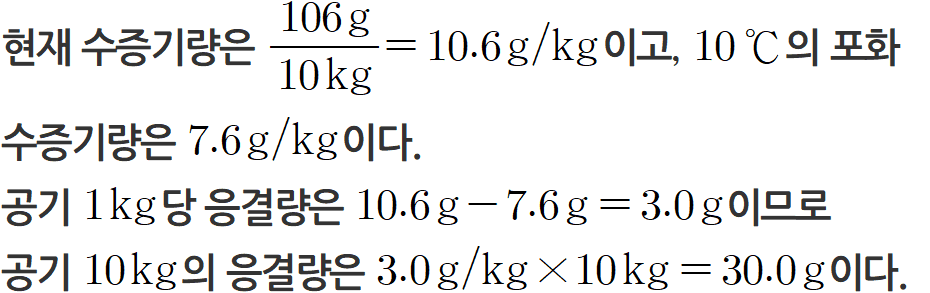 현재 수증기량은 \frac{106 g}{10 kg} = 10.6 g/kg이고, 10 ℃의 포화
수증기량은 7.6 g/kg이다.
공기 1 kg당 응결량은 10.6 g − 7.6 g = 3.0 g이므로
공기 10 kg의 응결량은 3.0 g/kg × 10 kg = 30.0 g이다.